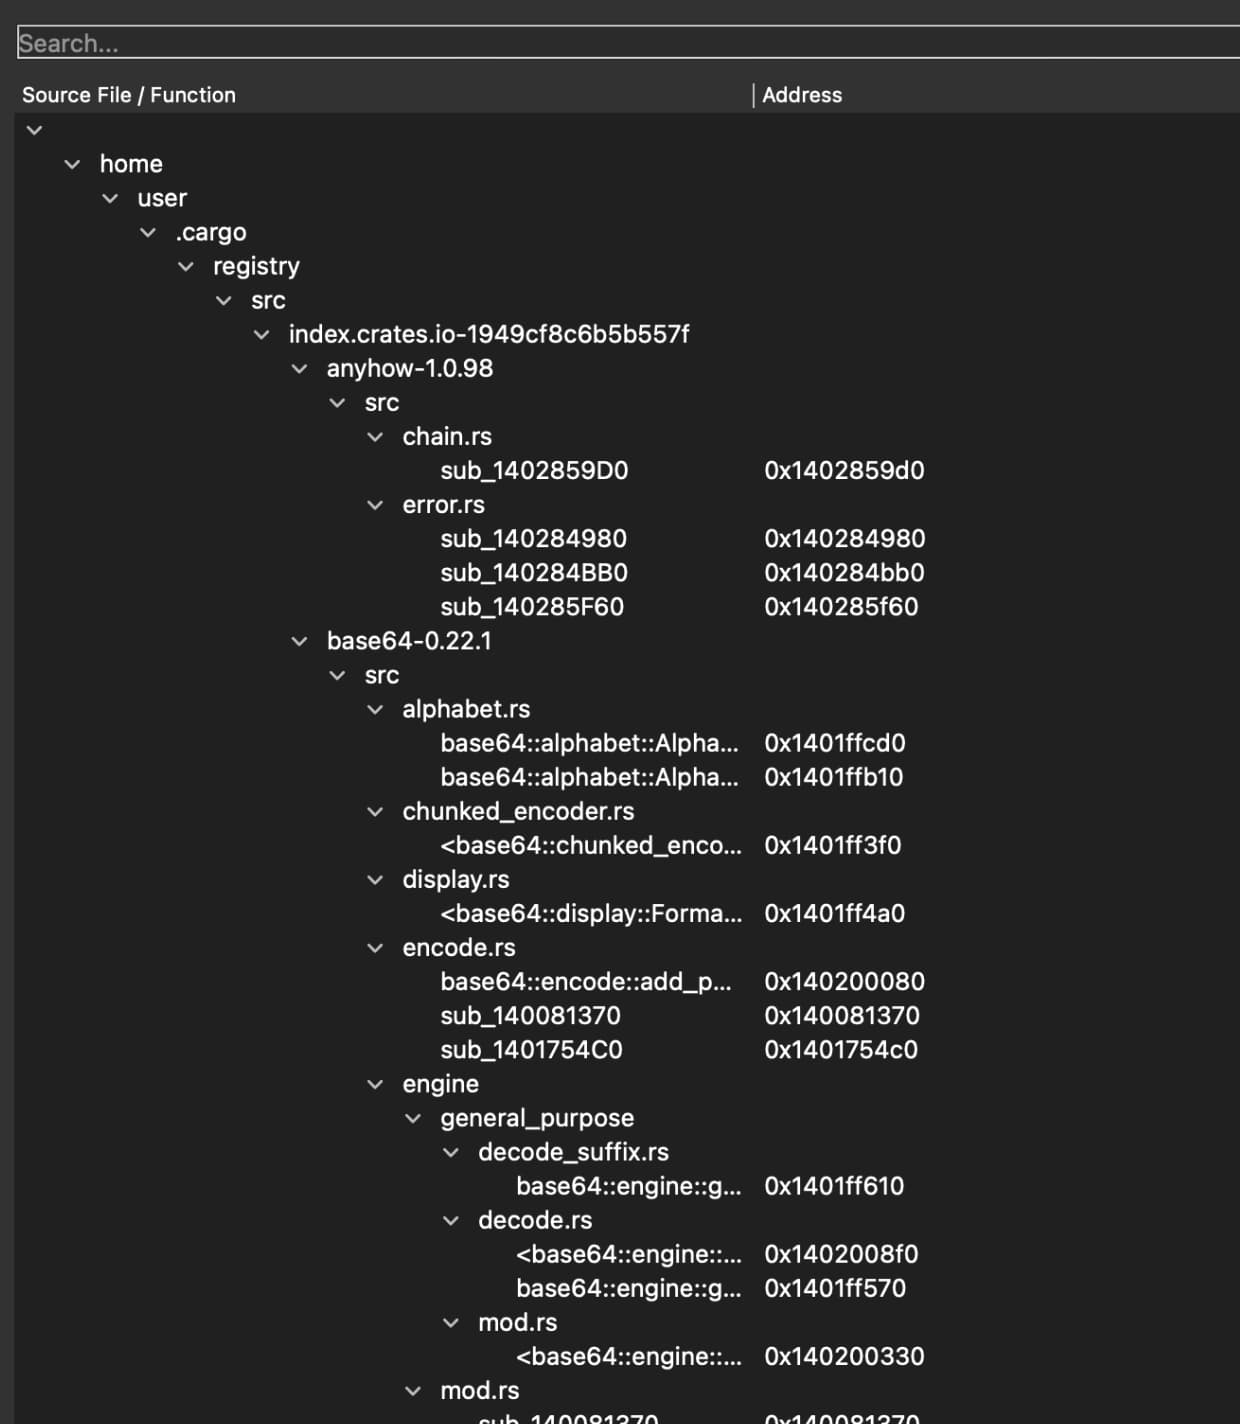 Search...
Source File / Function Address
home
user
.cargo
registry
src
index.crates.io-1949cf8c6b5b557f
anyhow-1.0.98
src
chain.rs
sub_1402859D0 0x1402859d0
error.rs
sub_140284980 0x140284980
sub_140284BB0 0x140284bb0
sub_140285F60 0x140285f60
base64-0.22.1
src
alphabet.rs
base64::alphabet::Alpha... 0x1401ffcd0
base64::alphabet::Alpha... 0x1401ffb10
chunked_encoder.rs
<base64::chunked_enco... 0x1401ff3f0
display.rs
<base64::display::Forma... 0x1401ff4a0
encode.rs
base64::encode::add_p... 0x140200080
sub_140081370 0x140081370
sub_1401754C0 0x1401754c0
engine
general_purpose
decode_suffix.rs
base64::engine::g... 0x1401ff610
decode.rs
<base64::engine::... 0x1402008f0
base64::engine::g... 0x1401ff570
mod.rs
<base64::engine::... 0x140200330
mod.rs
sub_140081370 0x140081370